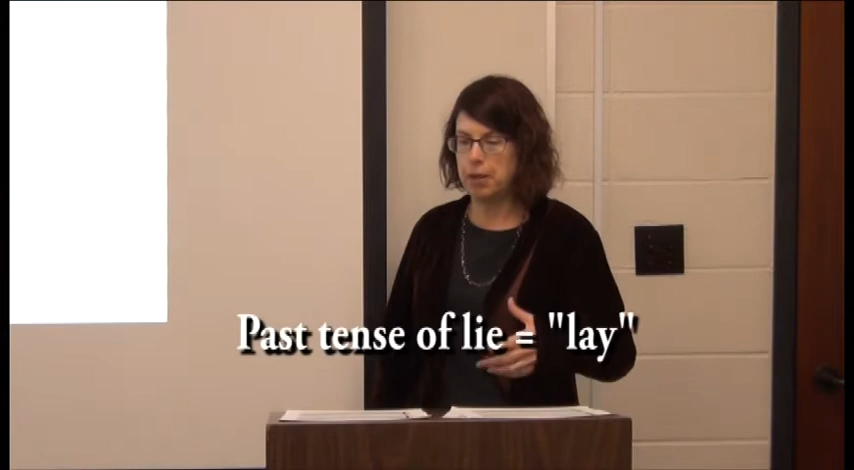 Past tense of lie = "lay"